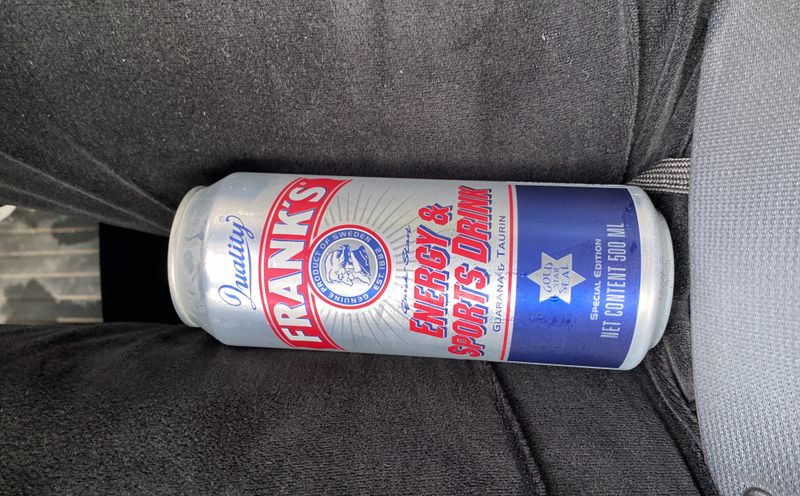 Quality
FRANK'S
GENUINE PRODUCT OF SWEDEN
ENERGY &
SPORTS DRINK
GUARANA & TAURIN
GOLD
STAR
SEAL
SPECIAL EDITION
NET CONTENT 500 ML